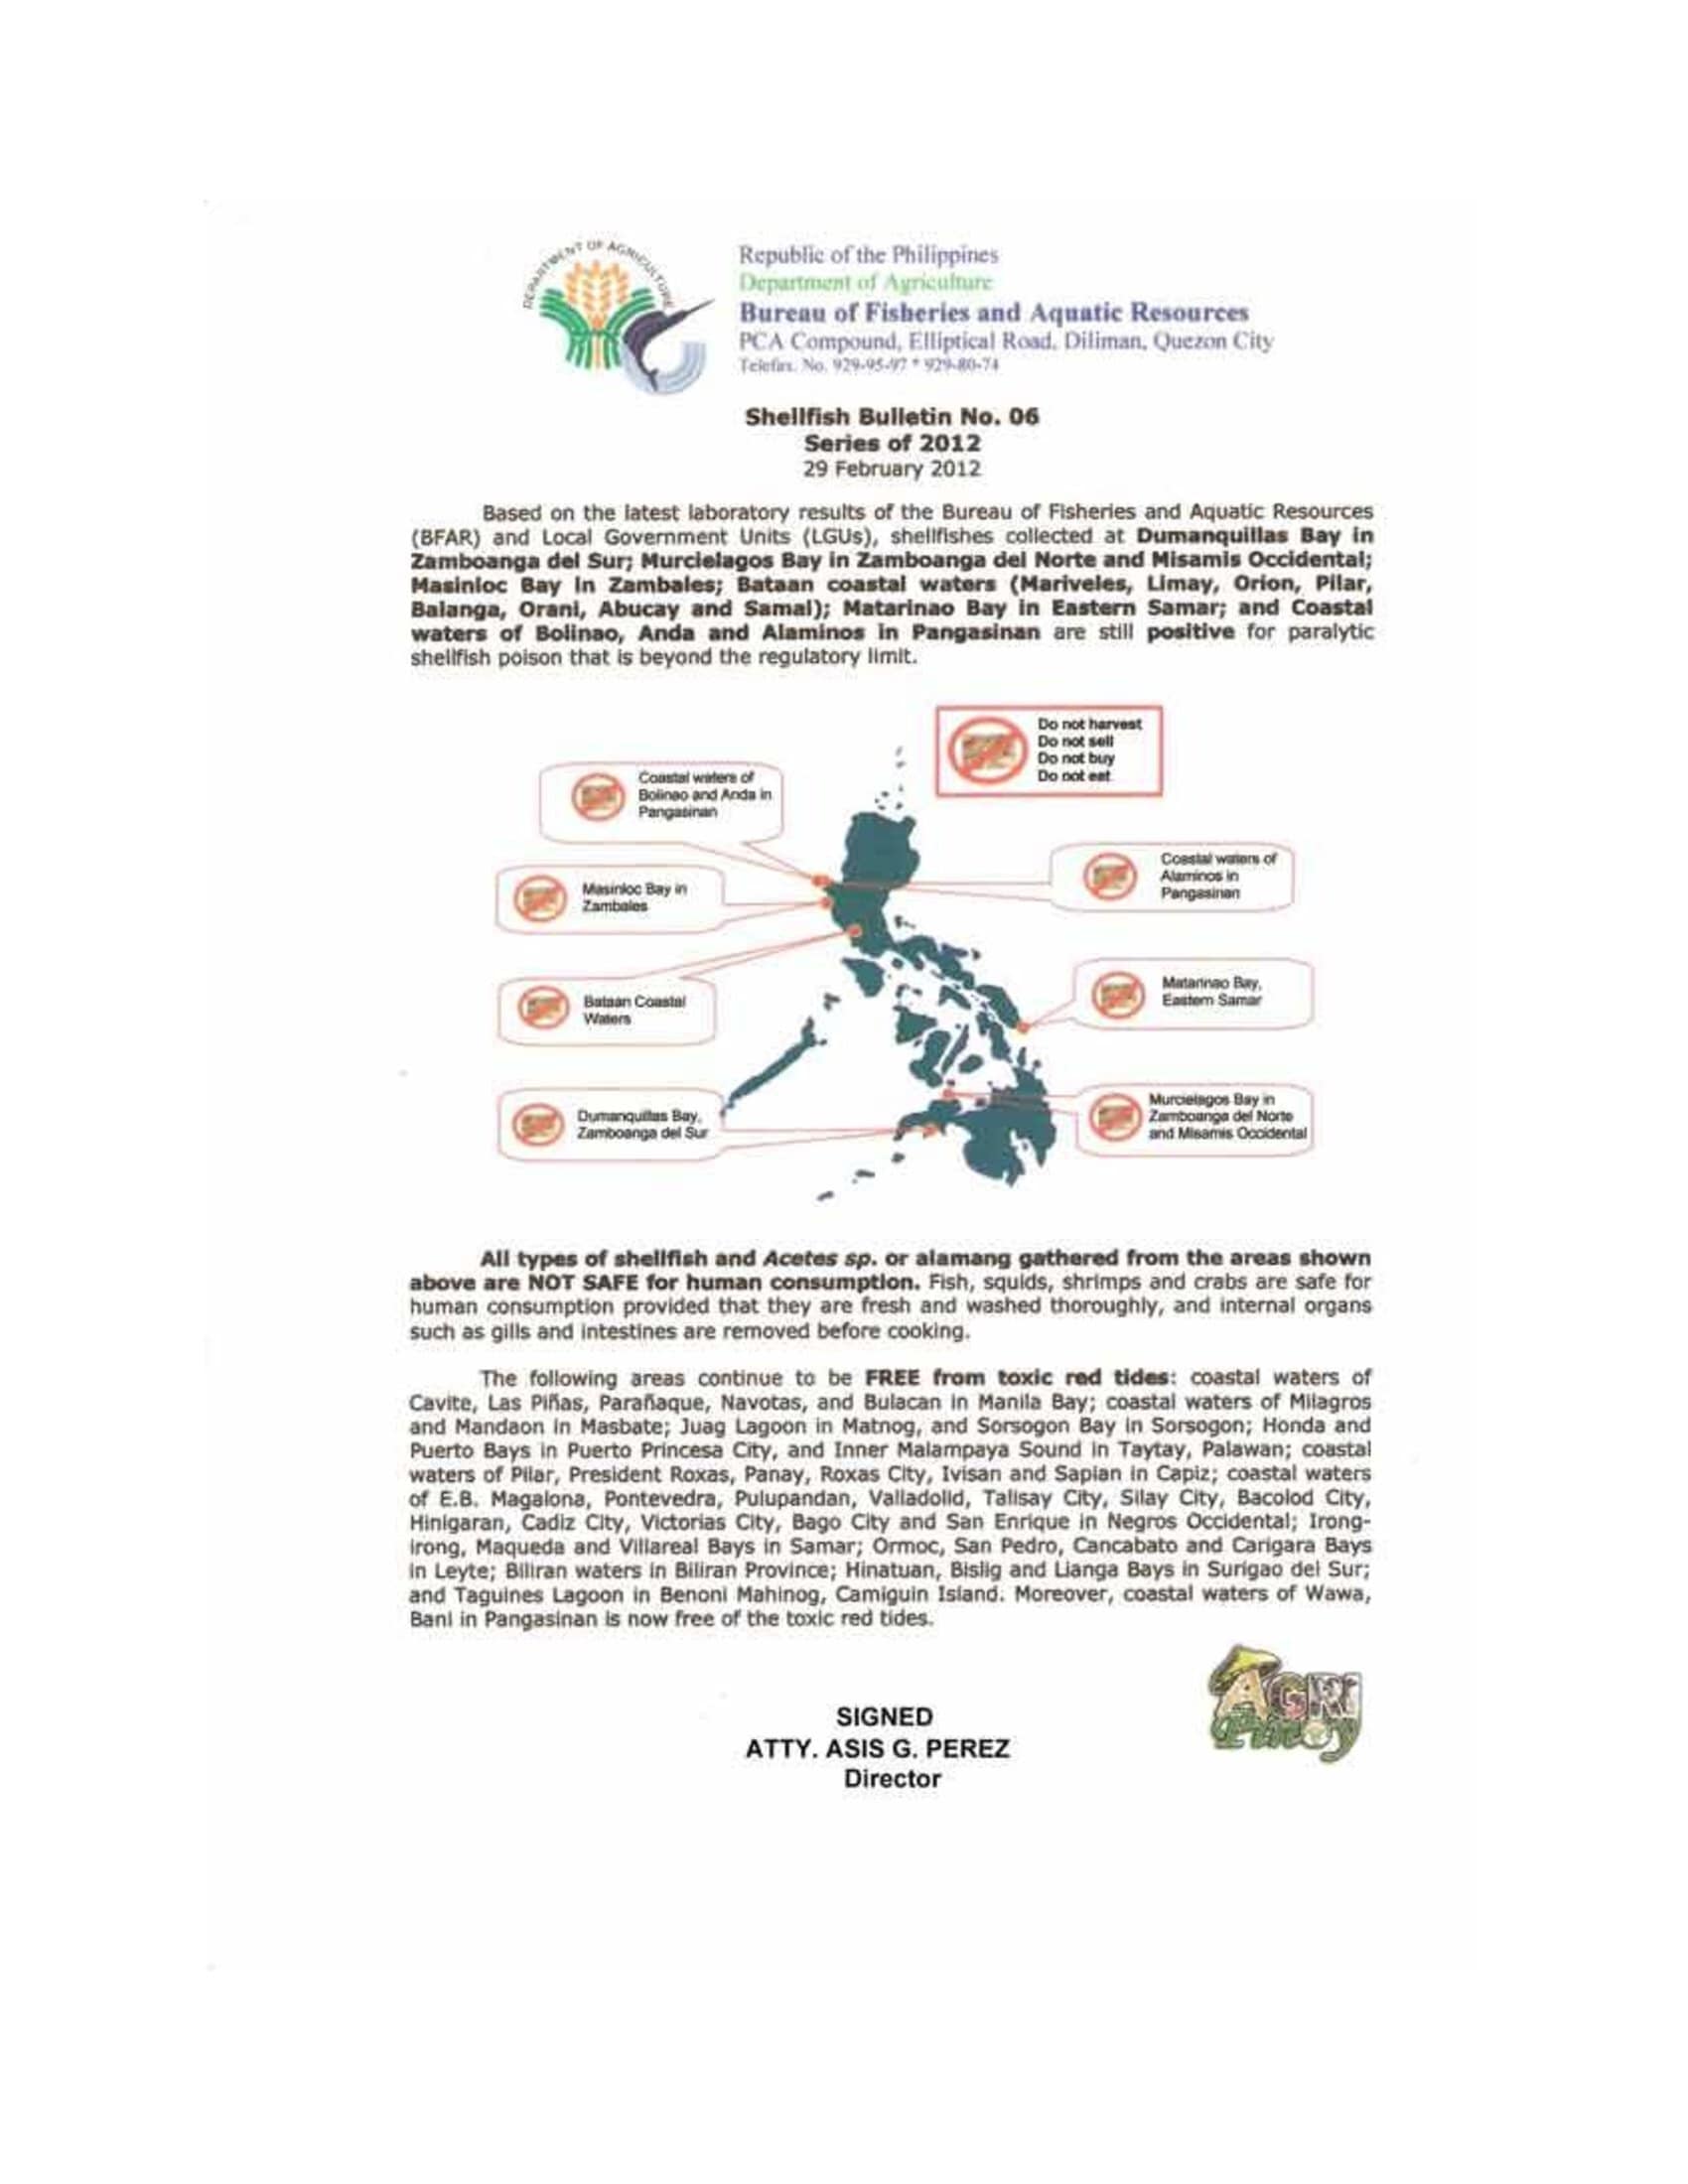 DEPARTMENT OF AGRICULTURE
Republic of the Philippines
Department of Agriculture
Bureau of Fisheries and Aquatic Resources
PCA Compound, Elliptical Road, Diliman, Quezon City
Telefax. No. 929-95-97 * 929-80-74
Shellfish Bulletin No. 06
Series of 2012
29 February 2012
Based on the latest laboratory results of the Bureau of Fisheries and Aquatic Resources
(BFAR) and Local Government Units (LGUs), shellfishes collected at Dumanquillas Bay in
Zamboanga del Sur; Murcielagos Bay in Zamboanga del Norte and Misamis Occidental;
Masinloc Bay in Zambales; Bataan coastal waters (Mariveles, Limay, Orion, Pilar,
Balanga, Orani, Abucay and Samal); Matarinao Bay in Eastern Samar; and Coastal
waters of Bolinao, Anda and Alaminos in Pangasinan are still positive for paralytic
shellfish poison that is beyond the regulatory limit.
Do not harvest
Do not sell
Do not buy
Do not eat
Coastal waters of
Bolinao and Anda in
Pangasinan
Coastal waters of
Alaminos in
Pangasinan
Masinloc Bay in
Zambales
Matarinao Bay,
Eastern Samar
Bataan Coastal
Waters
Murcielagos Bay in
Zamboanga del Norte
and Misamis Occidental
Dumanquillas Bay,
Zamboanga del Sur
All types of shellfish and Acetes sp. or alamang gathered from the areas shown
above are NOT SAFE for human consumption. Fish, squids, shrimps and crabs are safe for
human consumption provided that they are fresh and washed thoroughly, and internal organs
such as gills and intestines are removed before cooking.
The following areas continue to be FREE from toxic red tides: coastal waters of
Cavite, Las Piñas, Parañaque, Navotas, and Bulacan in Manila Bay; coastal waters of Milagros
and Mandaon in Masbate; Juag Lagoon in Matnog, and Sorsogon Bay in Sorsogon; Honda and
Puerto Bays in Puerto Princesa City, and Inner Malampaya Sound in Taytay, Palawan; coastal
waters of Pilar, President Roxas, Panay, Roxas City, Ivisan and Sapian in Capiz; coastal waters
of E.B. Magalona, Pontevedra, Pulupandan, Valladolid, Talisay City, Silay City, Bacolod City,
Hinigaran, Cadiz City, Victorias City, Bago City and San Enrique in Negros Occidental; Irong-
irong, Maqueda and Villareal Bays in Samar; Ormoc, San Pedro, Cancabato and Carigara Bays
in Leyte; Biliran waters in Biliran Province; Hinatuan, Bislig and Lianga Bays in Surigao del Sur;
and Taguines Lagoon in Benoni Mahinog, Camiguin Island. Moreover, coastal waters of Wawa,
Bani in Pangasinan is now free of the toxic red tides.
AGRI
Pinoy
SIGNED
ATTY. ASIS G. PEREZ
Director